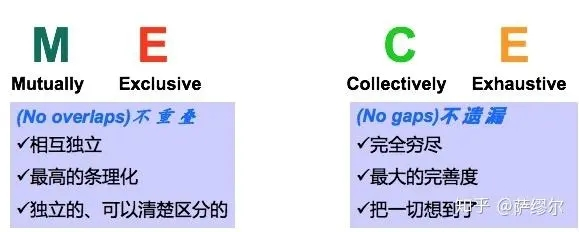 M E C E
Mutually Exclusive Collectively Exhaustive
(No overlaps)不重叠
✓相互独立
✓最高的条理化
✓独立的、可以清楚区分的
(No gaps)不遗漏
✓完全穷尽
✓最大的完善度
✓把一切想到了
知乎 @萨缪尔